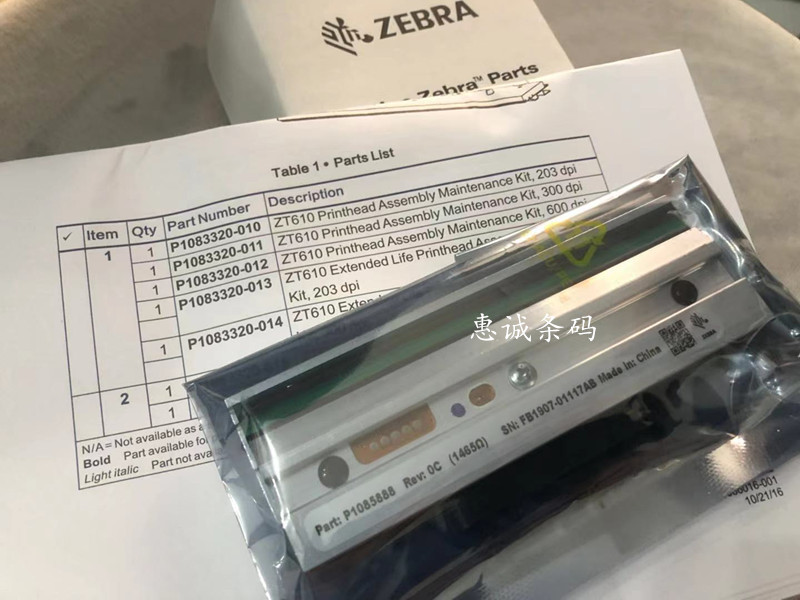 ZEBRA
Zebra™ Parts
Table 1 • Parts List
✓ Item Qty Part Number Description
1 1 P1083320-010 ZT610 Printhead Assembly Maintenance Kit, 203 dpi
1 P1083320-011 ZT610 Printhead Assembly Maintenance Kit, 300 dpi
1 P1083320-012 ZT610 Printhead Assembly Maintenance Kit, 600 dpi
1 P1083320-013 ZT610 Extended Life Printhead
Kit, 203 dpi
1 P1083320-014 ZT610
2 1
1
N/A = Not available as
Bold Part available
Light italic Part not
惠诚条码
Part: P1085888 Rev: 0C (1465Ω) SN: FB1907-01117AB Made in: China
ZEBRA
10/21/16